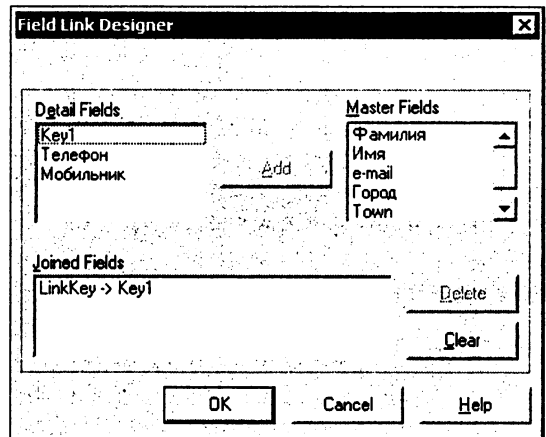 Field Link Designer
Detail Fields
Master Fields
Key1
Телефон
Мобильник
Add
Фамилия
Имя
e-mail
Город
Town
Joined Fields
LinkKey -> Key1
Delete
Clear
OK
Cancel
Help